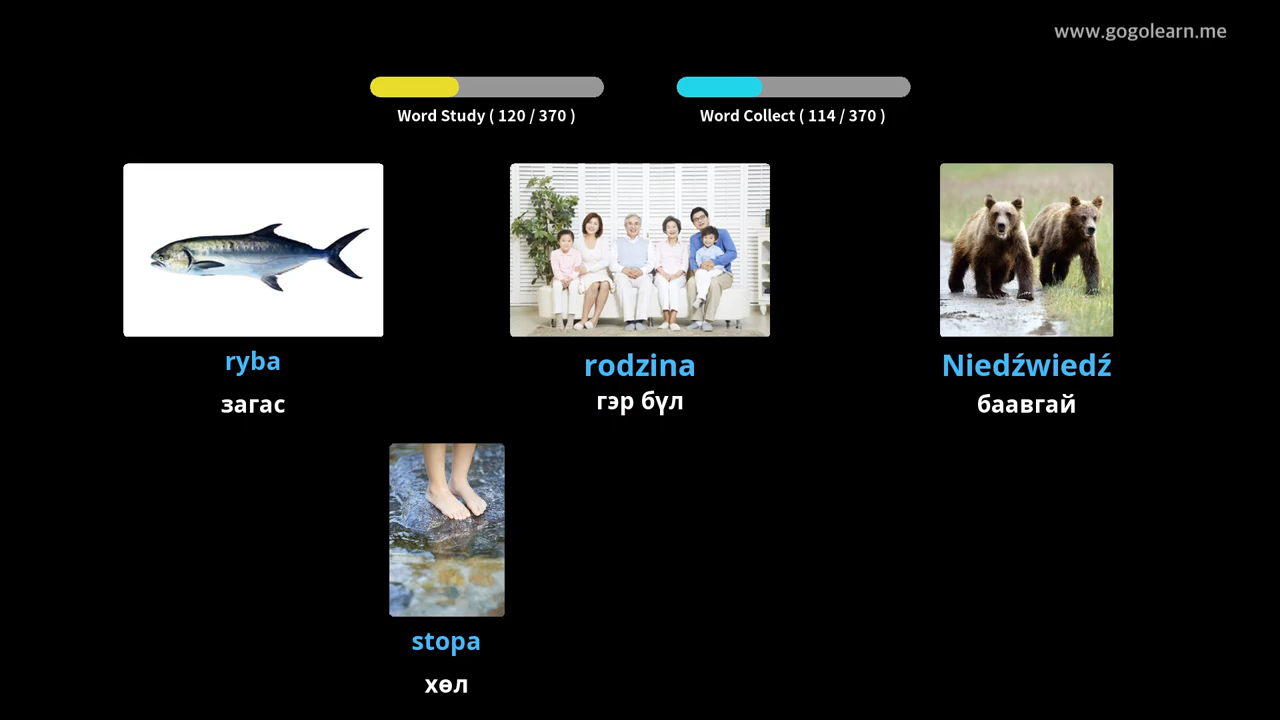 www.gogolearn.me
Word Study ( 120 / 370 )
Word Collect ( 114 / 370 )
ryba
загас
rodzina
гэр бүл
Niedźwiedź
баавгай
stopa
хөл